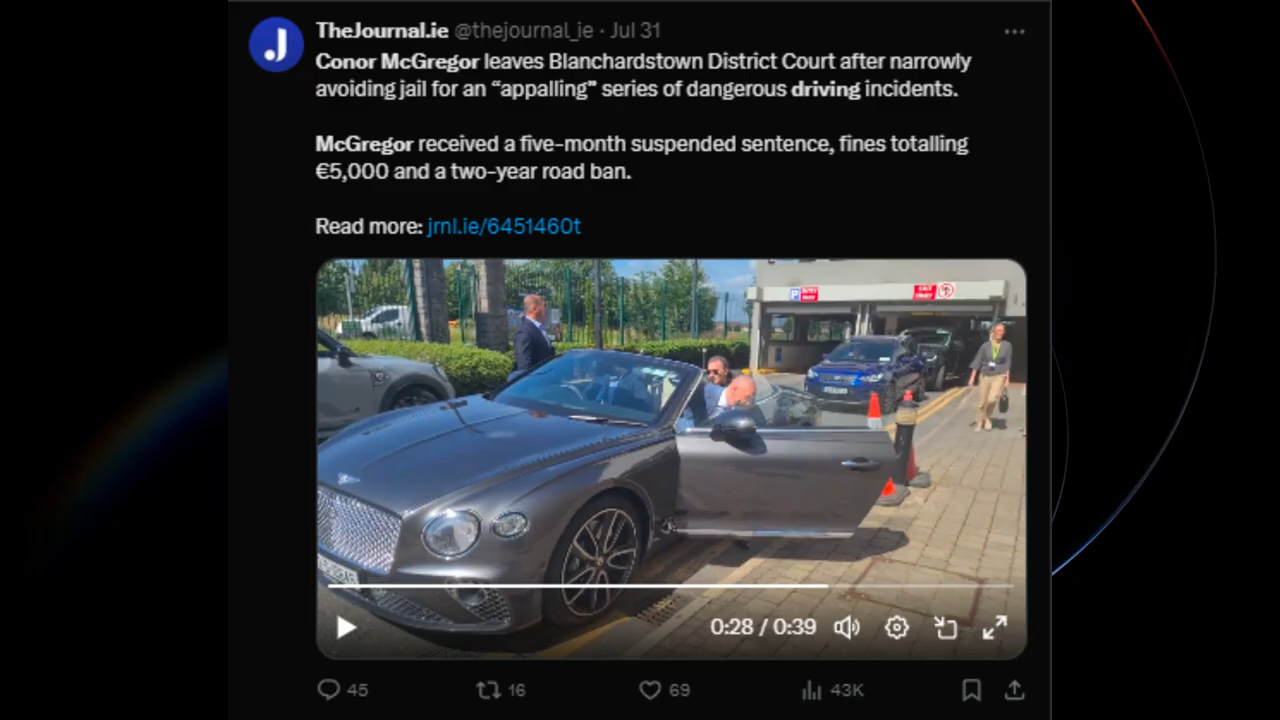 TheJournal.ie @thejournal_ie · Jul 31
Conor McGregor leaves Blanchardstown District Court after narrowly
avoiding jail for an “appalling” series of dangerous driving incidents.
McGregor received a five-month suspended sentence, fines totalling
€5,000 and a two-year road ban.
Read more: jrnl.ie/6451460t
0:28 / 0:39
45 16 69 43K